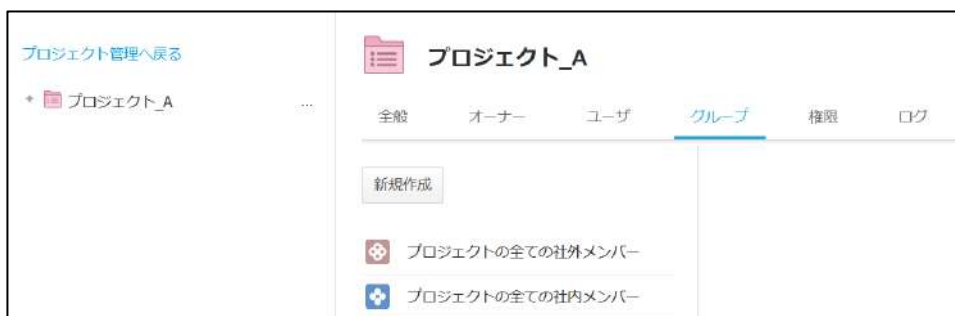 プロジェクト管理へ戻る
プロジェクト_A
...
プロジェクト_A
全般 オーナー ユーザ グループ 権限 ログ
新規作成
プロジェクトの全ての社外メンバー
プロジェクトの全ての社内メンバー